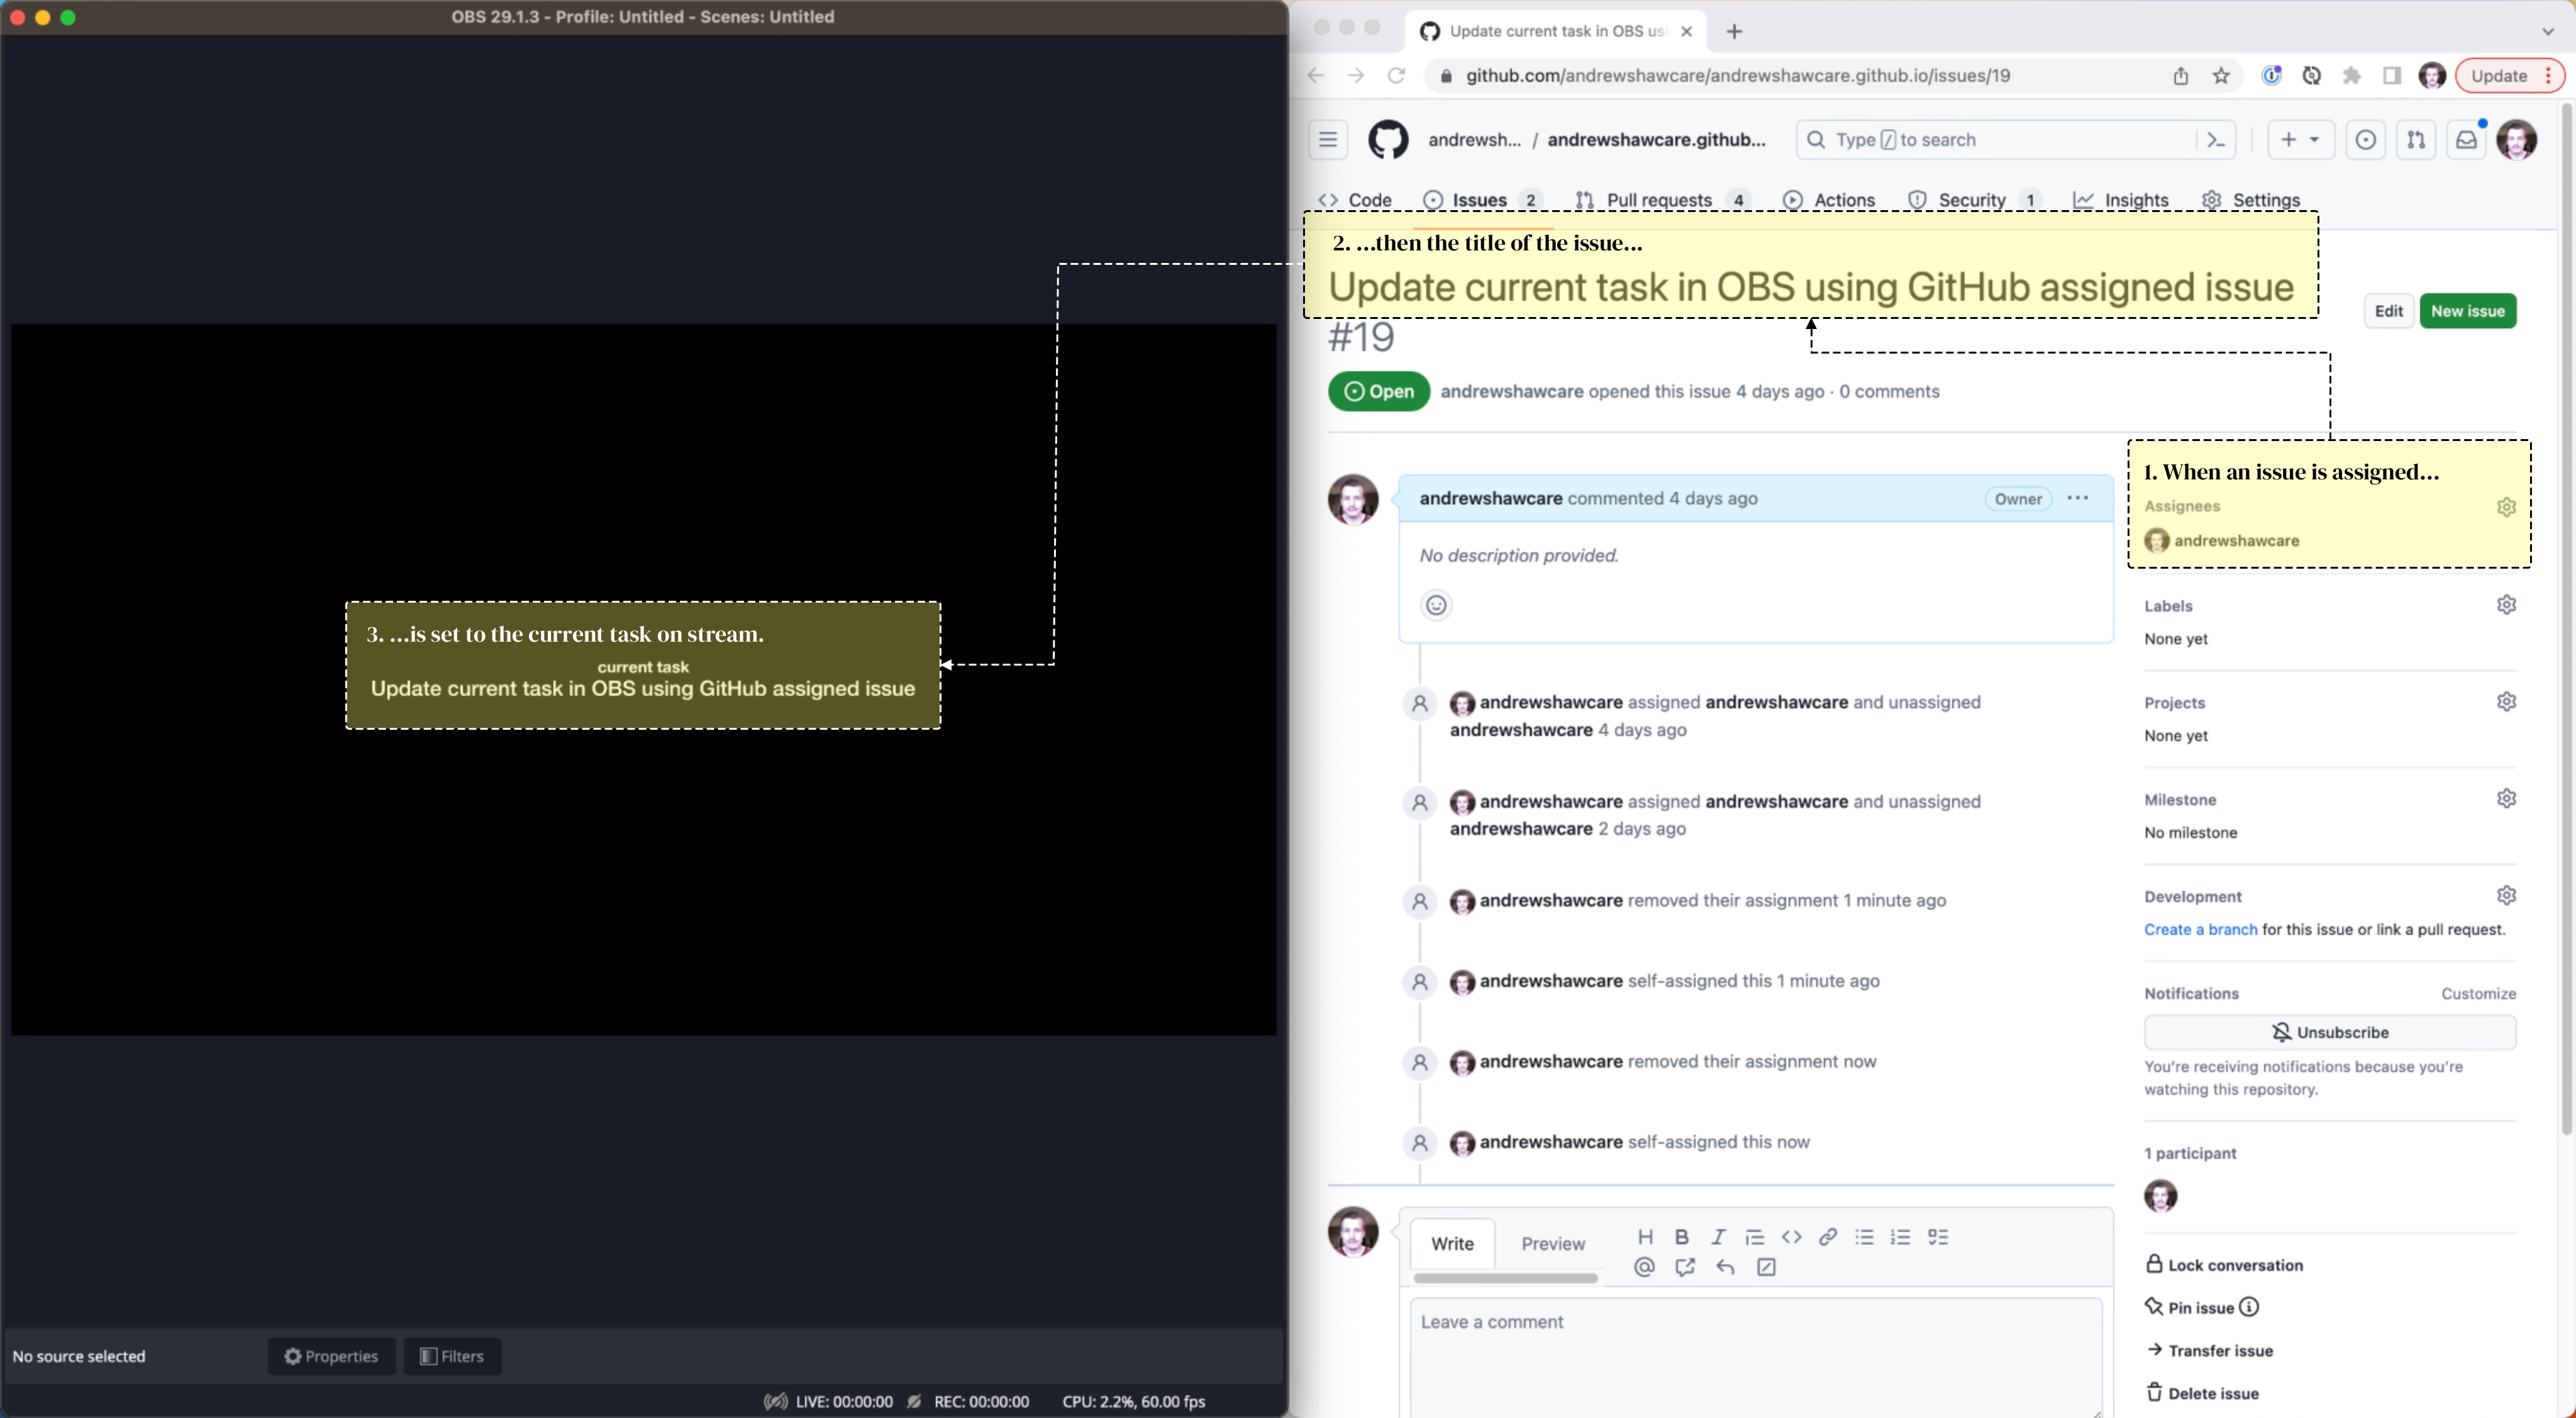 OBS 29.1.3 - Profile: Untitled - Scenes: Untitled
3. ...is set to the current task on stream.
current task
Update current task in OBS using GitHub assigned issue
No source selected
Properties
Filters
LIVE: 00:00:00
REC: 00:00:00
CPU: 2.2%, 60.00 fps
Update current task in OBS usi
github.com/andrewshawcare/andrewshawcare.github.io/issues/19
Update
andrewsh... / andrewshawcare.github...
Type / to search
Code
Issues 2
Pull requests 4
Actions
Security 1
Insights
Settings
2. ...then the title of the issue...
Update current task in OBS using GitHub assigned issue
#19
Edit
New issue
Open
andrewshawcare opened this issue 4 days ago · 0 comments
andrewshawcare commented 4 days ago
Owner
No description provided.
andrewshawcare assigned andrewshawcare and unassigned
andrewshawcare 4 days ago
andrewshawcare assigned andrewshawcare and unassigned
andrewshawcare 2 days ago
andrewshawcare removed their assignment 1 minute ago
andrewshawcare self-assigned this 1 minute ago
andrewshawcare removed their assignment now
andrewshawcare self-assigned this now
Write
Preview
Leave a comment
1. When an issue is assigned...
Assignees
andrewshawcare
Labels
None yet
Projects
None yet
Milestone
No milestone
Development
Create a branch for this issue or link a pull request.
Notifications
Customize
Unsubscribe
You're receiving notifications because you're
watching this repository.
1 participant
Lock conversation
Pin issue
Transfer issue
Delete issue